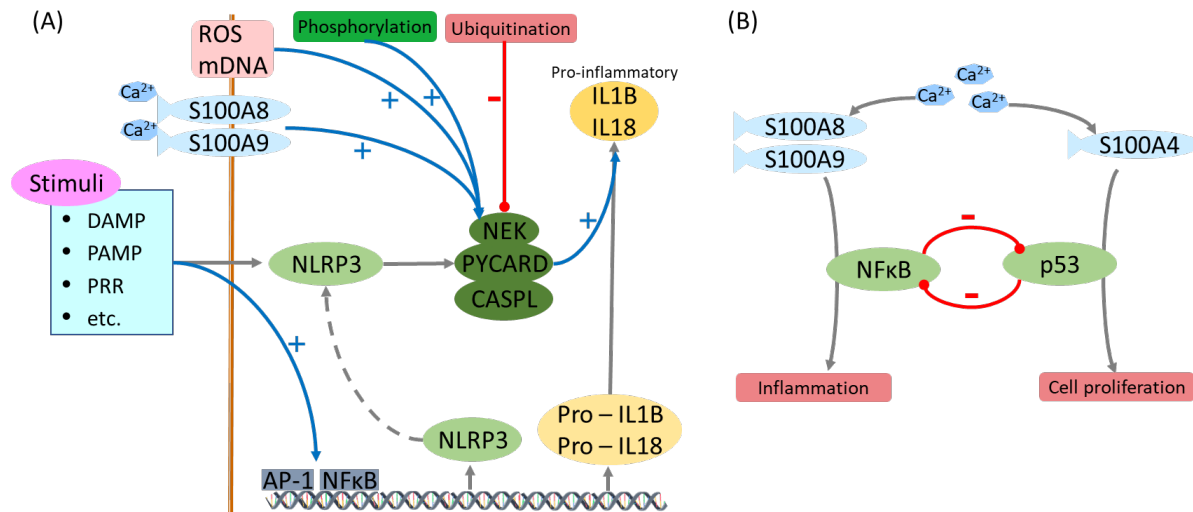 (A)
ROS
mDNA
Phosphorylation
Ubiquitination
Ca²⁺
S100A8
Ca²⁺
S100A9
+
+
+
-
Pro-inflammatory
IL1B
IL18
Stimuli
• DAMP
• PAMP
• PRR
• etc.
NLRP3
NEK
PYCARD
CASPL
+
+
NLRP3
Pro – IL1B
Pro – IL18
AP-1
NFκB
(B)
Ca²⁺
Ca²⁺
Ca²⁺
S100A8
S100A9
S100A4
-
NFκB
p53
-
Inflammation
Cell proliferation